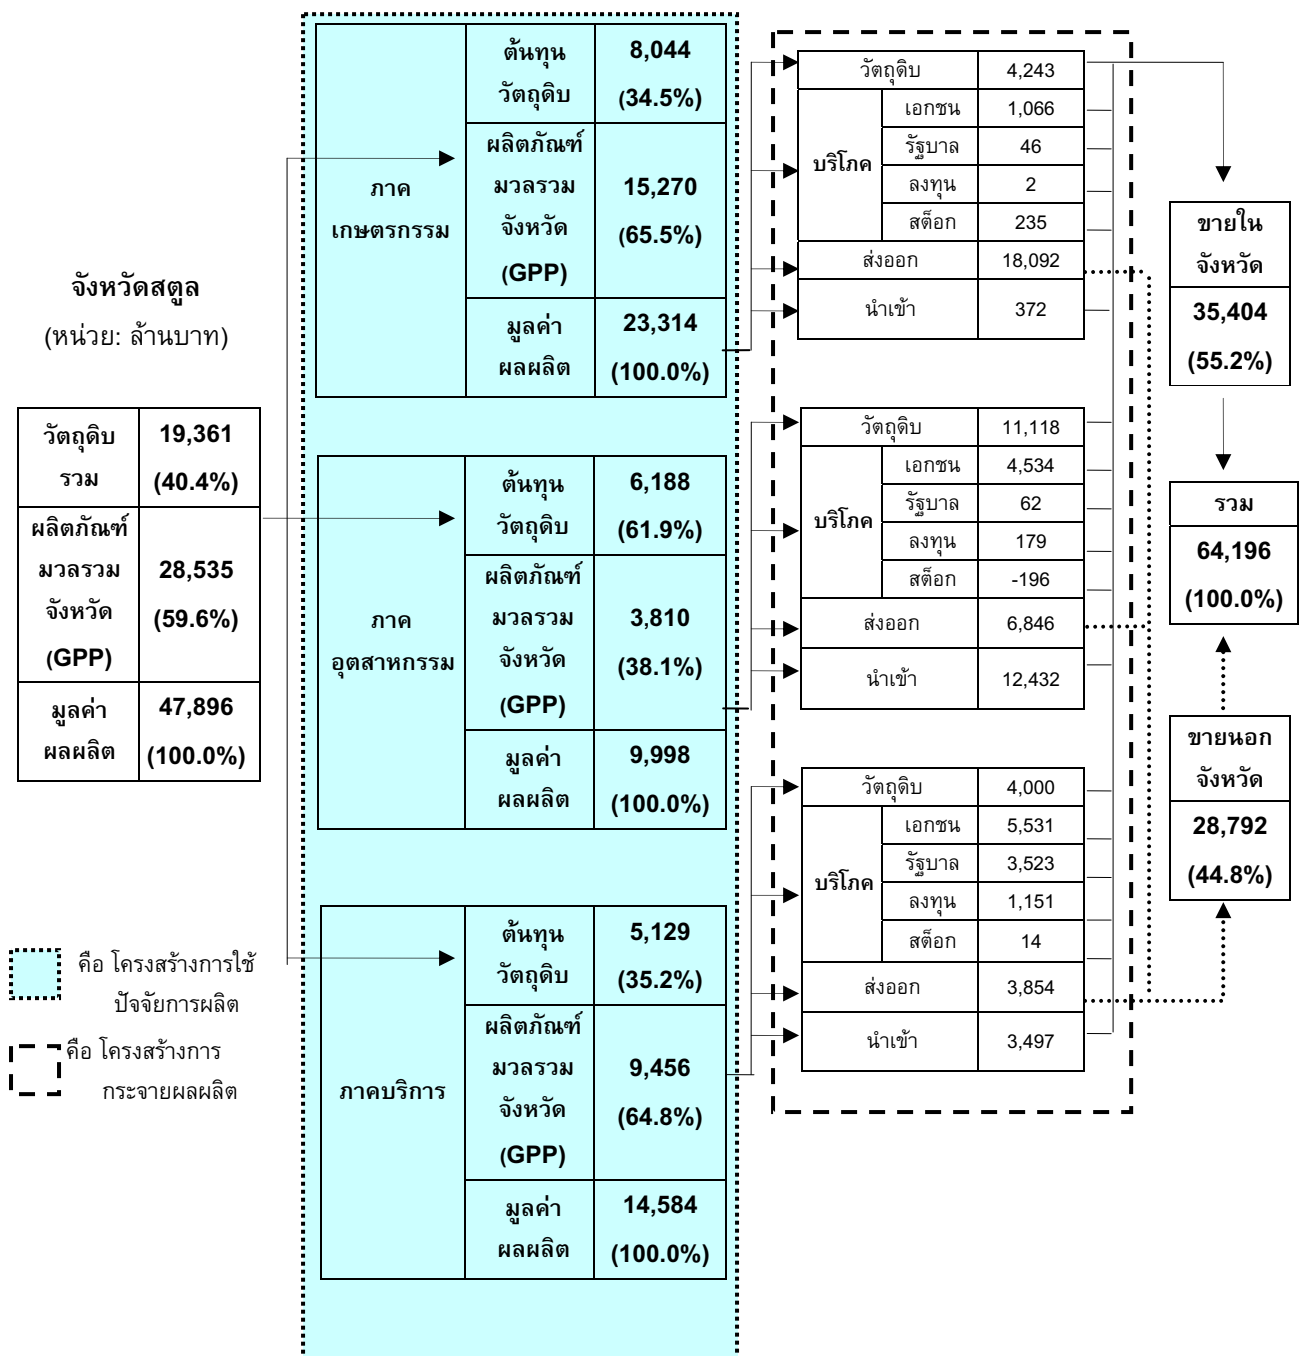 จังหวัดสตูล
(หน่วย: ล้านบาท)
วัตถุดิบ
รวม
19,361
(40.4%)
ผลิตภัณฑ์
มวลรวม
จังหวัด
(GPP)
28,535
(59.6%)
มูลค่า
ผลผลิต
47,896
(100.0%)
คือ โครงสร้างการใช้
ปัจจัยการผลิต
คือ โครงสร้างการ
กระจายผลผลิต
ภาค
เกษตรกรรม
ต้นทุน
วัตถุดิบ
8,044
(34.5%)
ผลิตภัณฑ์
มวลรวม
จังหวัด
(GPP)
15,270
(65.5%)
มูลค่า
ผลผลิต
23,314
(100.0%)
ภาค
อุตสาหกรรม
ต้นทุน
วัตถุดิบ
6,188
(61.9%)
ผลิตภัณฑ์
มวลรวม
จังหวัด
(GPP)
3,810
(38.1%)
มูลค่า
ผลผลิต
9,998
(100.0%)
ภาคบริการ
ต้นทุน
วัตถุดิบ
5,129
(35.2%)
ผลิตภัณฑ์
มวลรวม
จังหวัด
(GPP)
9,456
(64.8%)
มูลค่า
ผลผลิต
14,584
(100.0%)
วัตถุดิบ 4,243
บริโภค
เอกชน 1,066
รัฐบาล 46
ลงทุน 2
สต็อก 235
ส่งออก 18,092
นำเข้า 372
วัตถุดิบ 11,118
บริโภค
เอกชน 4,534
รัฐบาล 62
ลงทุน 179
สต็อก -196
ส่งออก 6,846
นำเข้า 12,432
วัตถุดิบ 4,000
บริโภค
เอกชน 5,531
รัฐบาล 3,523
ลงทุน 1,151
สต็อก 14
ส่งออก 3,854
นำเข้า 3,497
ขายใน
จังหวัด
35,404
(55.2%)
รวม
64,196
(100.0%)
ขายนอก
จังหวัด
28,792
(44.8%)